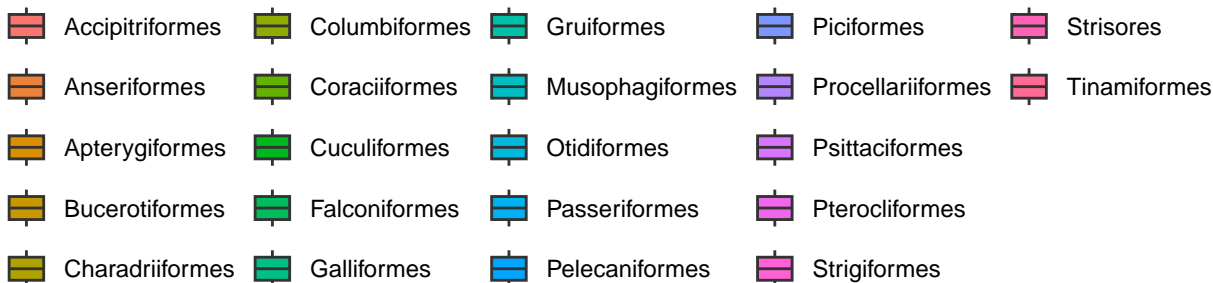 Accipitriformes Columbiformes Gruiformes Piciformes Strisores
Anseriformes Coraciiformes Musophagiformes Procellariiformes Tinamiformes
Apterygiformes Cuculiformes Otidiformes Psittaciformes
Bucerotiformes Falconiformes Passeriformes Pterocliformes
Charadriiformes Galliformes Pelecaniformes Strigiformes